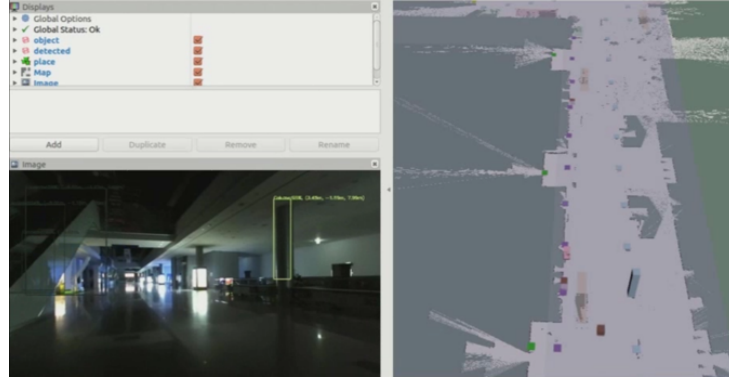 Displays
Global Options
Global Status: Ok
object
detected
place
Map
Image
Add
Duplicate
Remove
Rename
Image